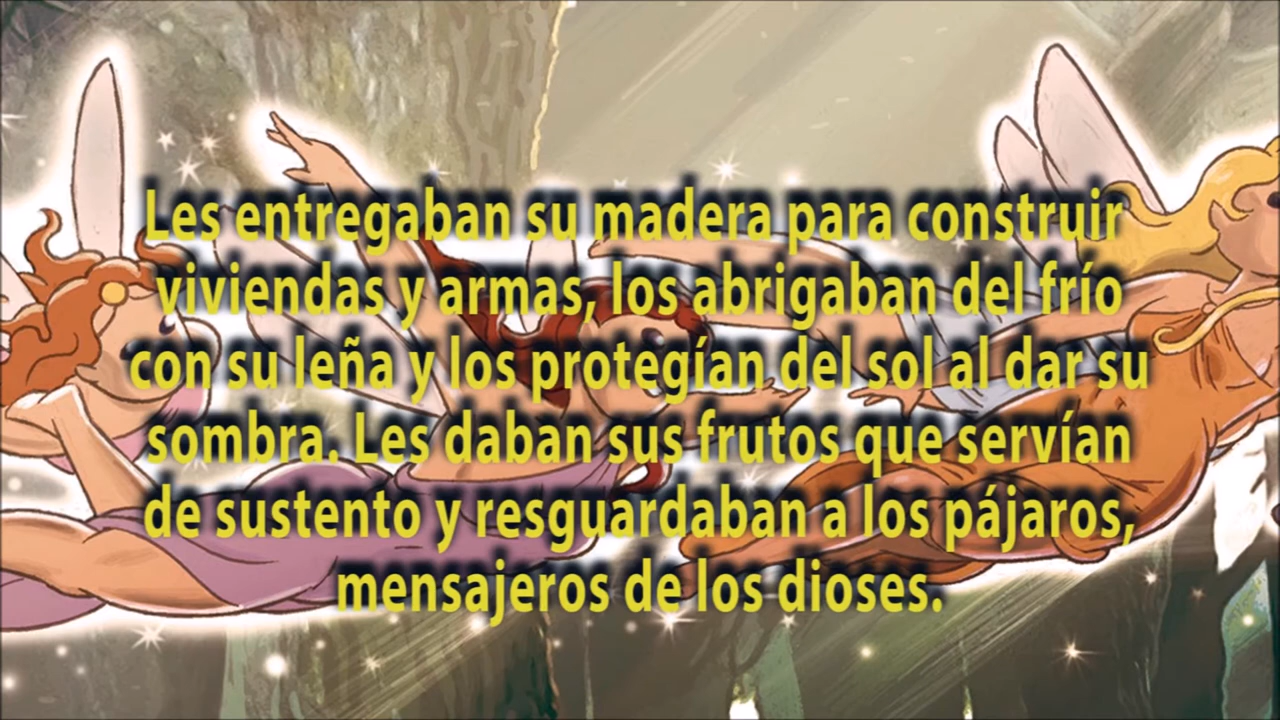 Les entregaban su madera para construir
viviendas y armas, los abrigaban del frío
con su leña y los protegían del sol al dar su
sombra. Les daban sus frutos que servían
de sustento y resguardaban a los pájaros,
mensajeros de los dioses.